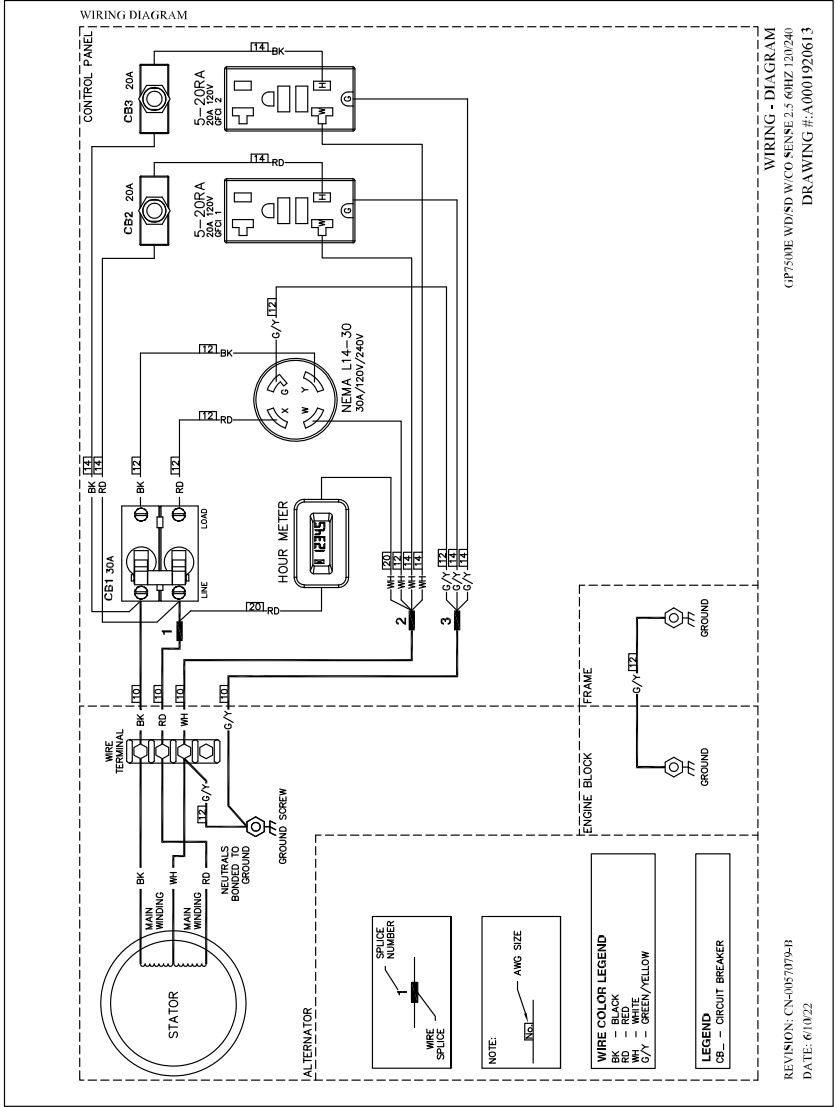 WIRING DIAGRAM
CONTROL PANEL
CB3 20A
14 BK
5-20RA
20A 120V
GFCI 2
H
W
G
CB2 20A
14 RD
5-20RA
20A 120V
GFCI 1
H
W
G
12
G/Y
12 BK
12 RD
G
Y
X
W
NEMA L14-30
30A/120V/240V
14
14
12
12
BK
RD
BK
RD
CB1 30A
LOAD
LINE
HOUR METER
12345
20 RD
1
20
12
14
14
WH
WH
WH
WH
2
12
14
14
G/Y
G/Y
G/Y
3
10
10
10
10
BK
RD
WH
G/Y
WIRE
TERMINAL
12
G/Y
GROUND SCREW
NEUTRALS
BONDED TO
GROUND
BK
WH
RD
MAIN
WINDING
MAIN
WINDING
STATOR
ALTERNATOR
FRAME
GROUND
12
G/Y
ENGINE BLOCK
GROUND
SPLICE
NUMBER
1
WIRE
SPLICE
NOTE:
AWG SIZE
No.
WIRE COLOR LEGEND
BK - BLACK
RD - RED
WH - WHITE
G/Y - GREEN/YELLOW
LEGEND
CB_ - CIRCUIT BREAKER
WIRING - DIAGRAM
GP7500E WD/SD W/CO SENSE 2.5 60HZ 120/240
DRAWING #:A0001920613
REVISION: CN-0057079-B
DATE: 6/10/22